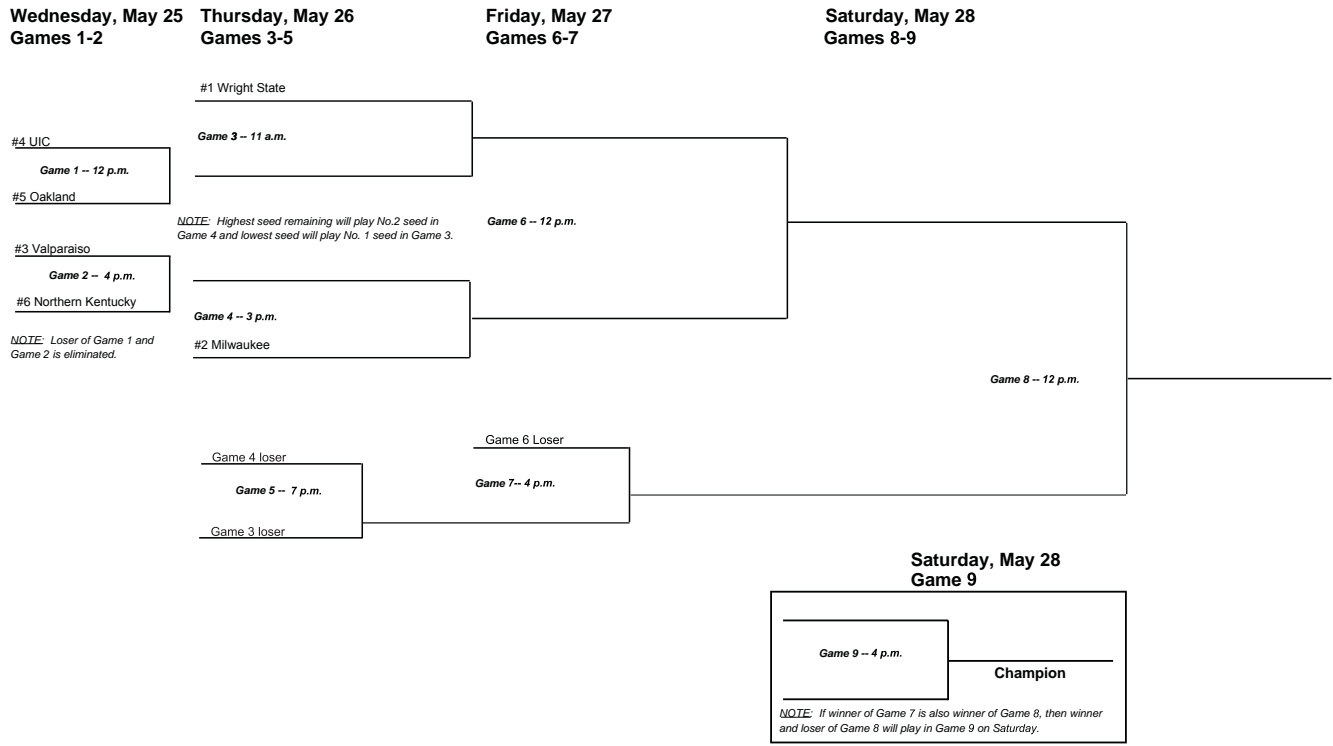 Wednesday, May 25
Games 1-2
Thursday, May 26
Games 3-5
Friday, May 27
Games 6-7
Saturday, May 28
Games 8-9
#1 Wright State
Game 3 -- 11 a.m.
#4 UIC
Game 1 -- 12 p.m.
#5 Oakland
NOTE: Highest seed remaining will play No.2 seed in
Game 4 and lowest seed will play No. 1 seed in Game 3.
Game 6 -- 12 p.m.
#3 Valparaiso
Game 2 -- 4 p.m.
#6 Northern Kentucky
Game 4 -- 3 p.m.
#2 Milwaukee
NOTE: Loser of Game 1 and
Game 2 is eliminated.
Game 8 -- 12 p.m.
Game 6 Loser
Game 4 loser
Game 5 -- 7 p.m.
Game 7-- 4 p.m.
Game 3 loser
Saturday, May 28
Game 9
Game 9 -- 4 p.m.
Champion
NOTE: If winner of Game 7 is also winner of Game 8, then winner
and loser of Game 8 will play in Game 9 on Saturday.